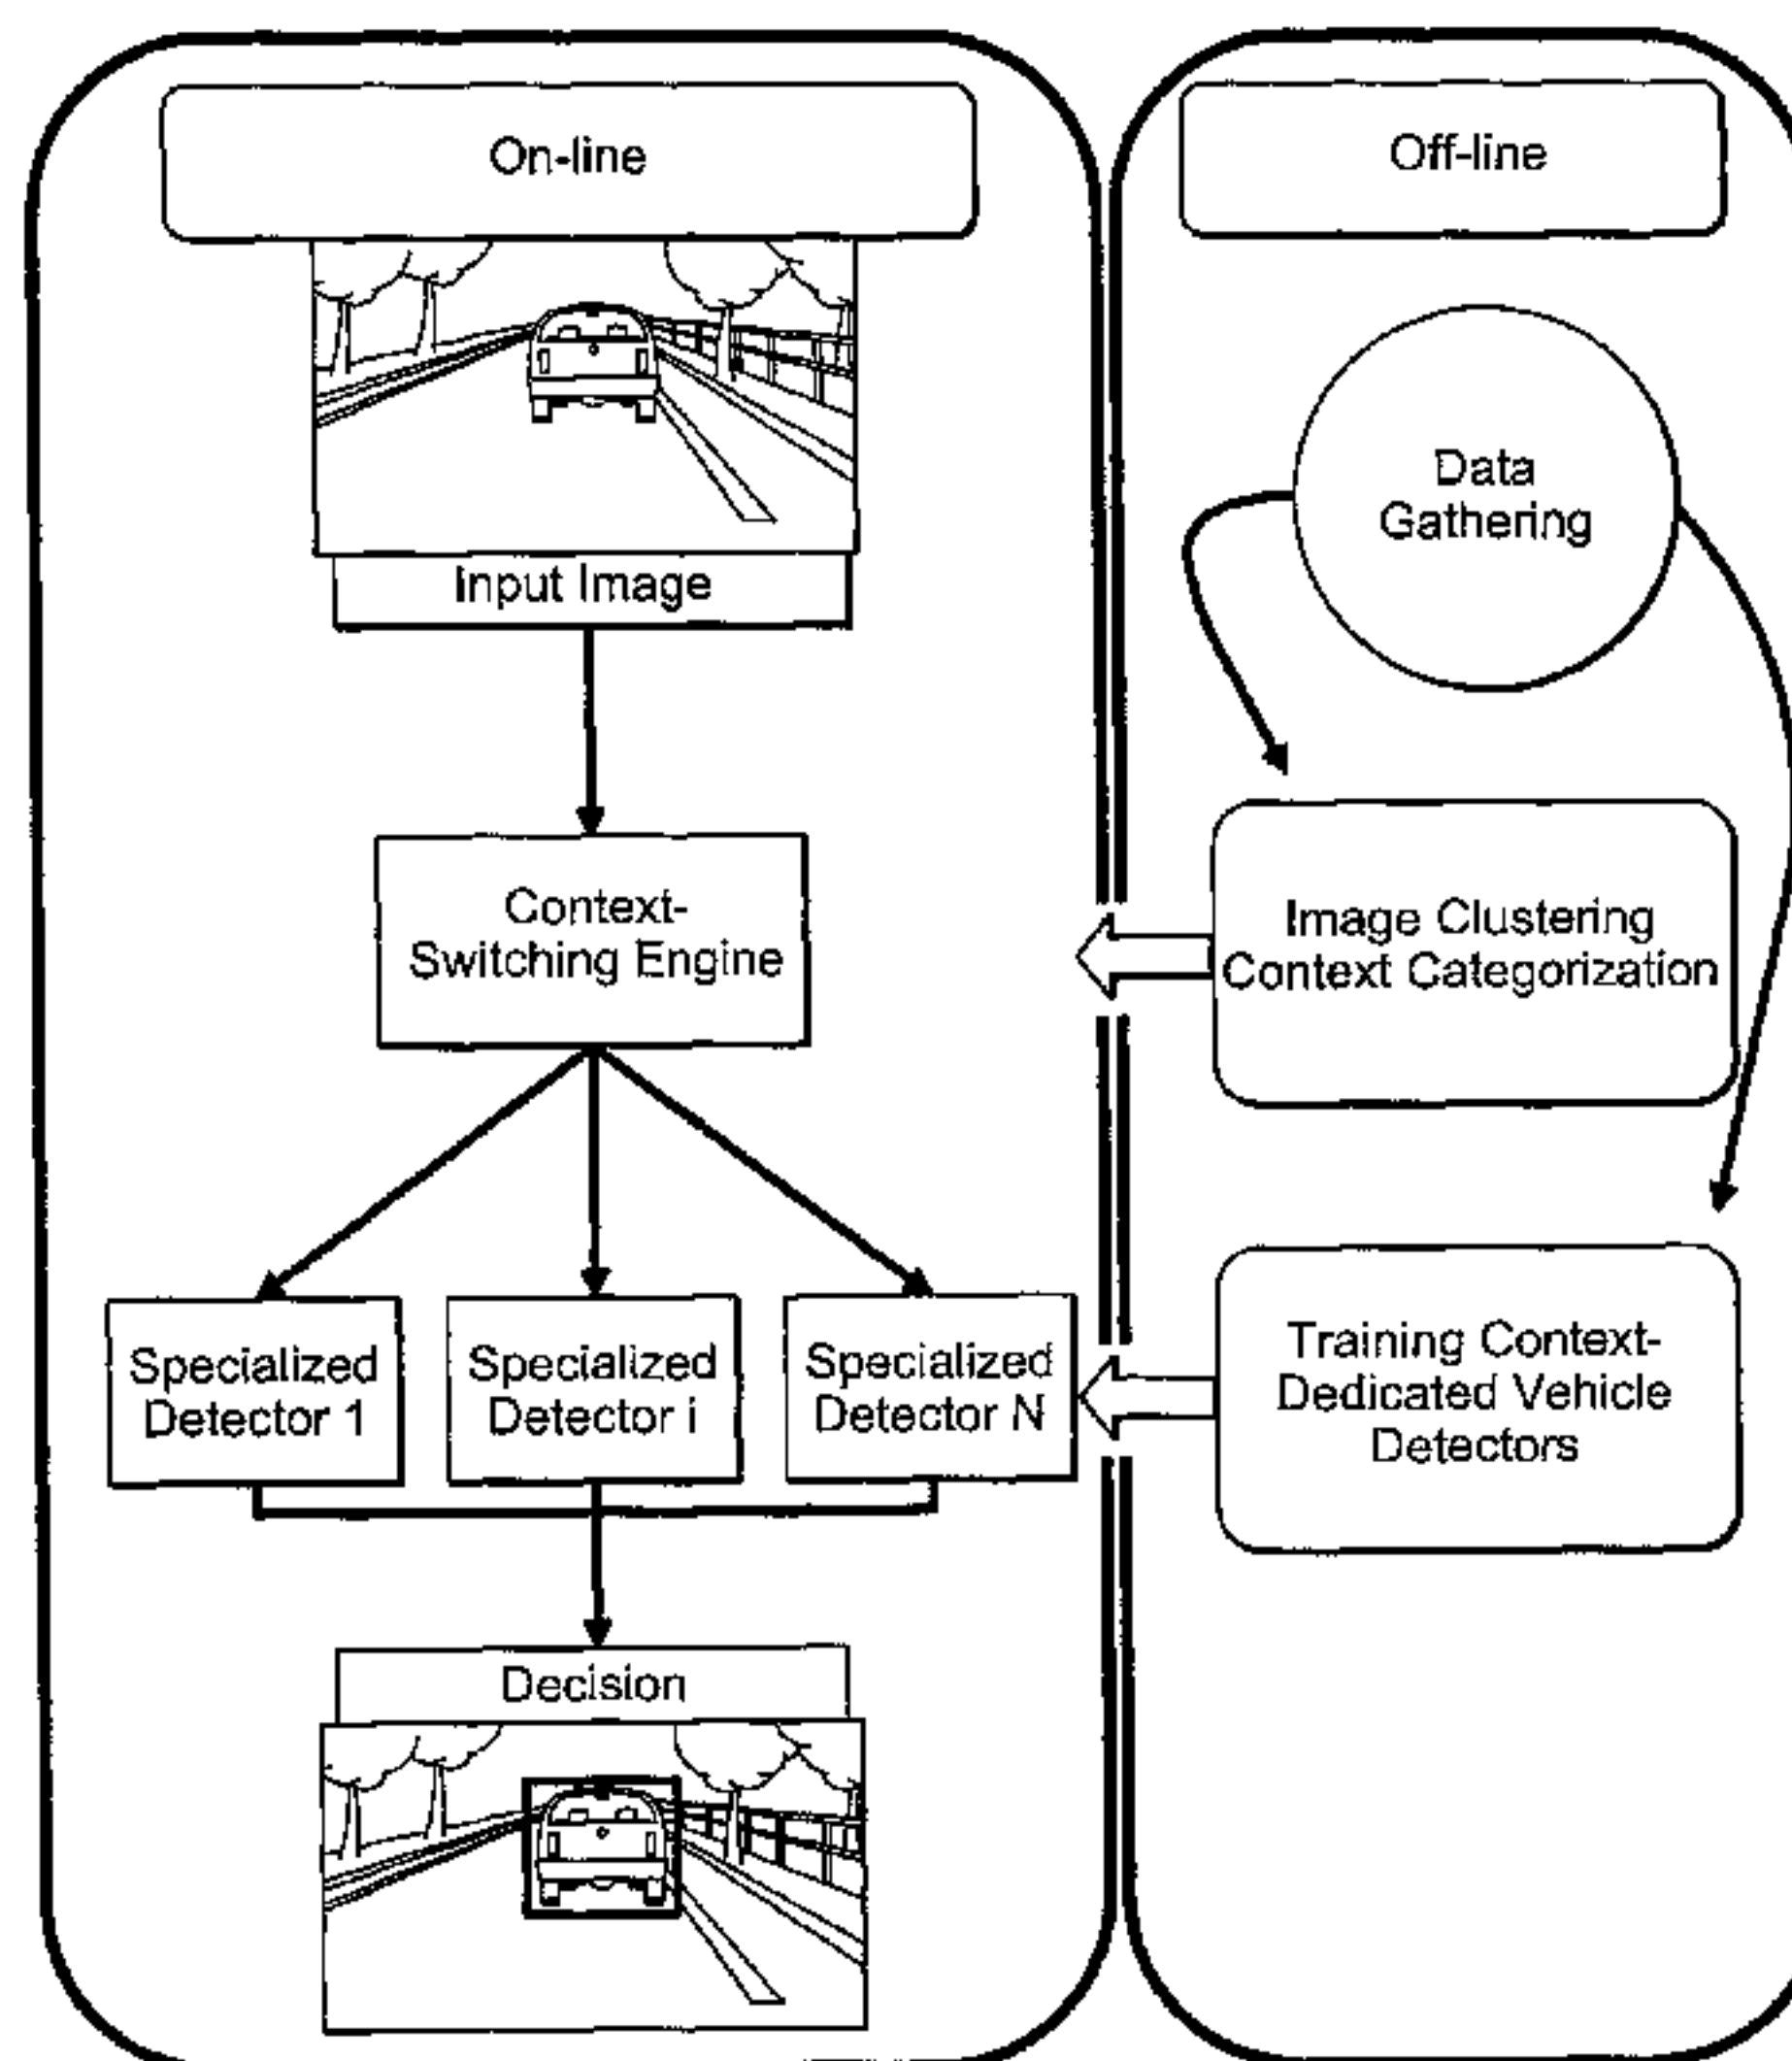 On-line
Input Image
Context-
Switching Engine
Specialized
Detector 1
Specialized
Detector i
Specialized
Detector N
Decision
Off-line
Data
Gathering
Image Clustering
Context Categorization
Training Context-
Dedicated Vehicle
Detectors